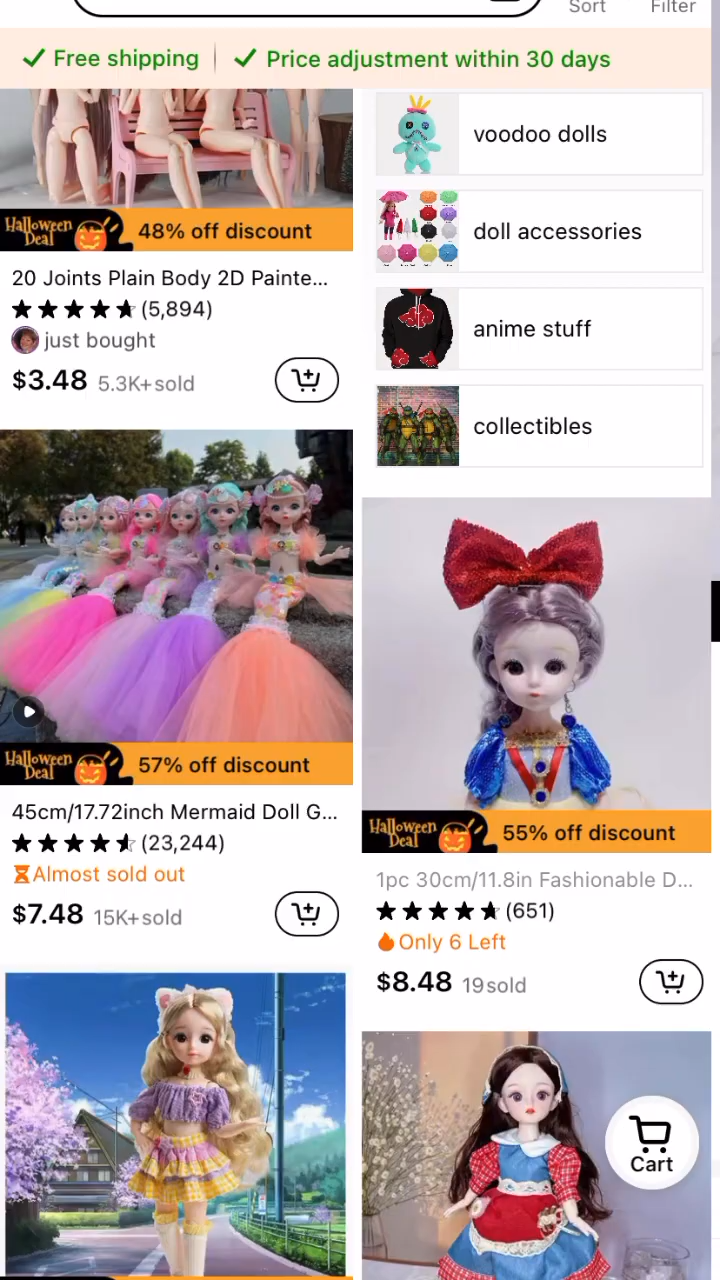 Sort
Filter
Free shipping
Price adjustment within 30 days
Halloween
Deal
48% off discount
20 Joints Plain Body 2D Painte...
(5,894)
just bought
$3.48 5.3K+sold
voodoo dolls
doll accessories
anime stuff
collectibles
Halloween
Deal
57% off discount
45cm/17.72inch Mermaid Doll G...
(23,244)
Almost sold out
$7.48 15K+sold
Halloween
Deal
55% off discount
1pc 30cm/11.8in Fashionable D...
(651)
Only 6 Left
$8.48 19sold
Cart